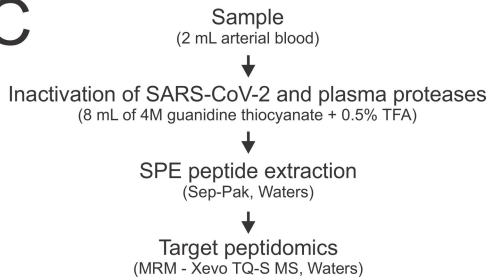 C
Sample
(2 mL arterial blood)
Inactivation of SARS-CoV-2 and plasma proteases
(8 mL of 4M guanidine thiocyanate + 0.5% TFA)
SPE peptide extraction
(Sep-Pak, Waters)
Target peptidomics
(MRM - Xevo TQ-S MS, Waters)